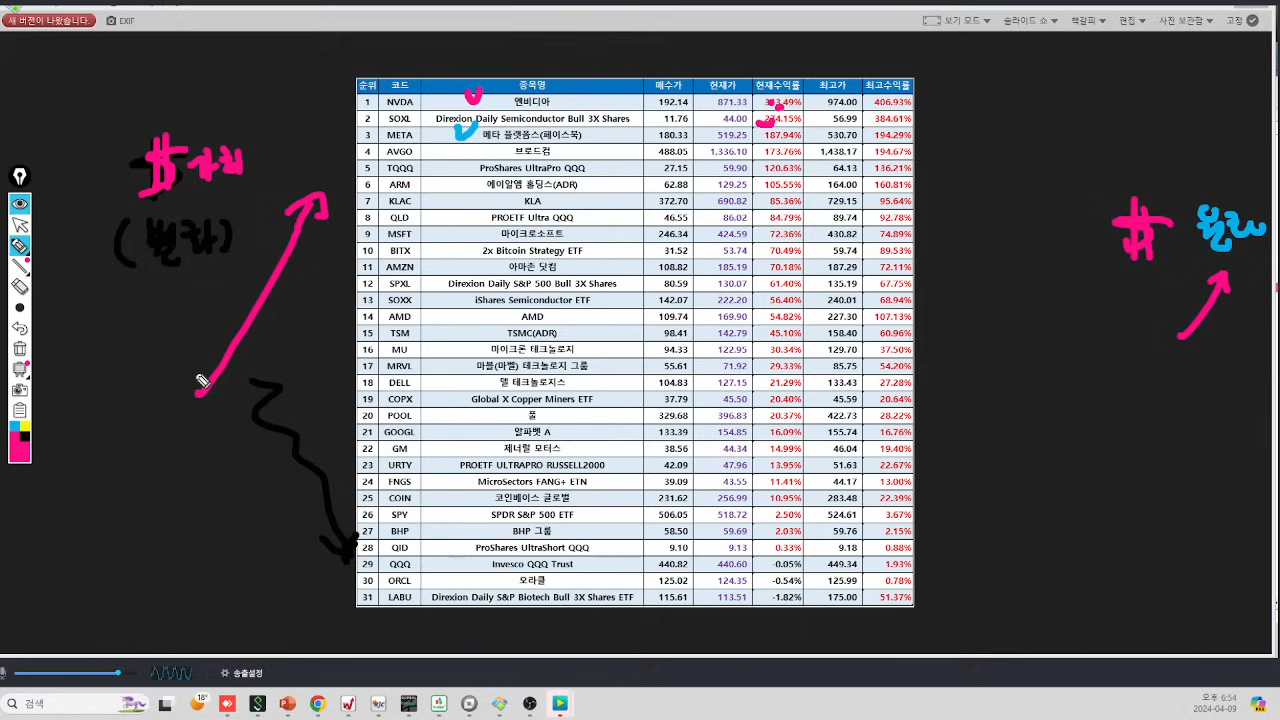 새 버전이 나왔습니다. EXIF 보기 모드 슬라이드 쇼 책갈피 편집 사진 보관함 고정
순위 코드 종목명 매수가 현재가 현재수익률 최고가 최고수익률
1 NVDA 엔비디아 192.14 871.33 974.00 406.93%
2 SOXL Direxion Daily Semiconductor Bull 3X Shares 11.76 44.00 274.15% 56.99 384.61%
3 META 메타 플랫폼스(페이스북) 180.33 519.25 187.94% 530.70 194.29%
4 AVGO 브로드컴 488.05 1,336.10 173.76% 1,438.17 194.67%
5 TQQQ ProShares UltraPro QQQ 27.15 59.90 120.63% 64.13 136.21%
6 ARM 에이알엠 홀딩스(ADR) 62.88 129.25 105.55% 164.00 160.81%
7 KLAC KLA 372.70 690.82 85.36% 729.15 95.64%
8 QLD PROETF Ultra QQQ 46.55 86.02 84.79% 89.74 92.78%
9 MSFT 마이크로소프트 246.34 424.59 72.36% 430.82 74.89%
10 BITX 2x Bitcoin Strategy ETF 31.52 53.74 70.49% 59.74 89.53%
11 AMZN 아마존 닷컴 108.82 185.19 70.18% 187.29 72.11%
12 SPXL Direxion Daily S&P 500 Bull 3X Shares 80.59 130.07 61.40% 135.19 67.75%
13 SOXX iShares Semiconductor ETF 142.07 222.20 56.40% 240.01 68.94%
14 AMD AMD 109.74 169.90 54.82% 227.30 107.13%
15 TSM TSMC(ADR) 98.41 142.79 45.10% 158.40 60.96%
16 MU 마이크론 테크놀로지 94.33 122.95 30.34% 129.70 37.50%
17 MRVL 마블(마벨) 테크놀로지 그룹 55.61 71.92 29.33% 85.75 54.20%
18 DELL 델 테크놀로지스 104.83 127.15 21.29% 133.43 27.28%
19 COPX Global X Copper Miners ETF 37.79 45.50 20.40% 45.59 20.64%
20 POOL 풀 329.68 396.83 20.37% 422.73 28.22%
21 GOOGL 알파벳 A 133.39 154.85 16.09% 155.74 16.76%
22 GM 제너럴 모터스 38.56 44.34 14.99% 46.04 19.40%
23 URTY PROETF ULTRAPRO RUSSELL2000 42.09 47.96 13.95% 51.63 22.67%
24 FNGS MicroSectors FANG+ ETN 39.09 43.55 11.41% 44.17 13.00%
25 COIN 코인베이스 글로벌 231.62 256.99 10.95% 283.48 22.39%
26 SPY SPDR S&P 500 ETF 506.05 518.72 2.50% 524.61 3.67%
27 BHP BHP 그룹 58.50 59.69 2.03% 59.76 2.15%
28 QID ProShares UltraShort QQQ 9.10 9.13 0.33% 9.18 0.88%
29 QQQ Invesco QQQ Trust 440.82 440.60 -0.05% 449.34 1.93%
30 ORCL 오라클 125.02 124.35 -0.54% 125.99 0.78%
31 LABU Direxion Daily S&P Biotech Bull 3X Shares ETF 115.61 113.51 -1.82% 175.00 51.37%
송출설정
검색 18° 오후 6:54
2024-04-09